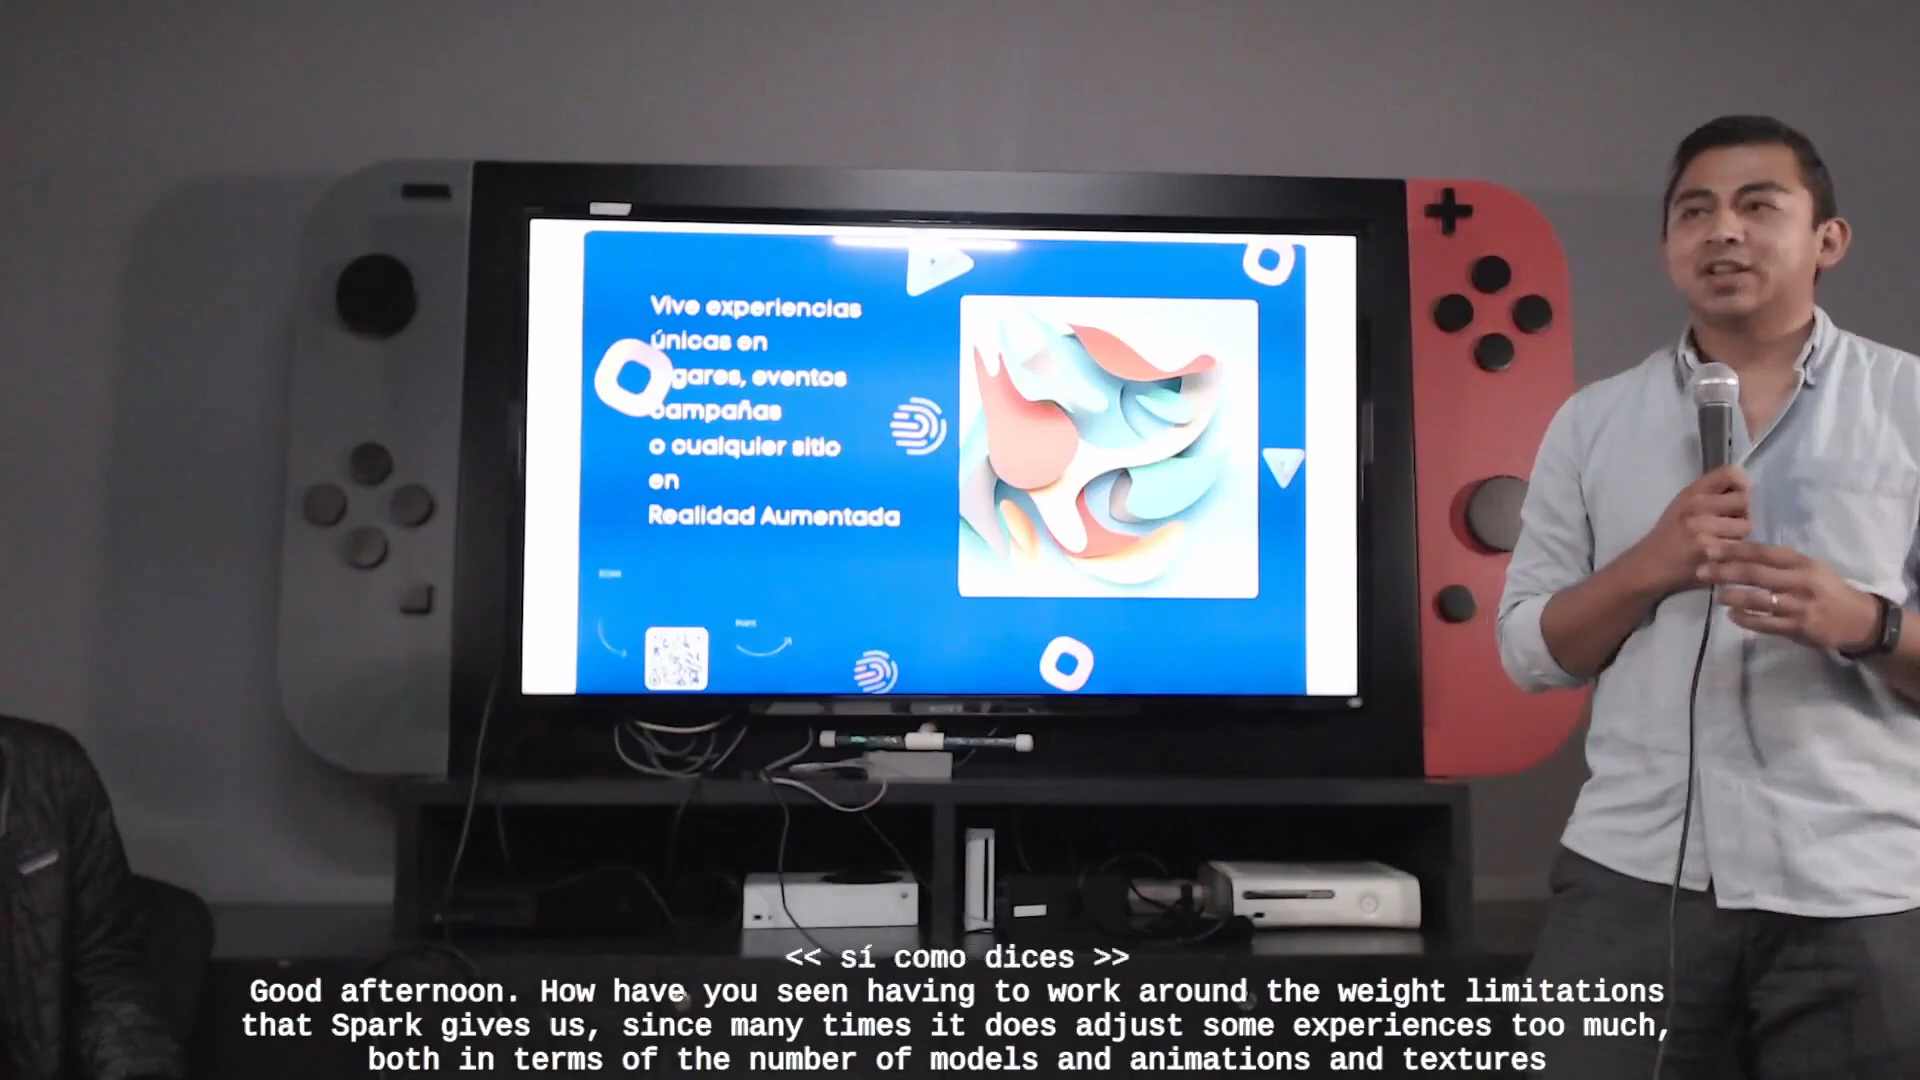 Vive experiencias
únicas en
eventos
campañas
o cualquier sitio
en
Realidad Aumentada
<< sí como dices >>
Good afternoon. How have you seen having to work around the weight limitations
that Spark gives us, since many times it does adjust some experiences too much,
both in terms of the number of models and animations and textures